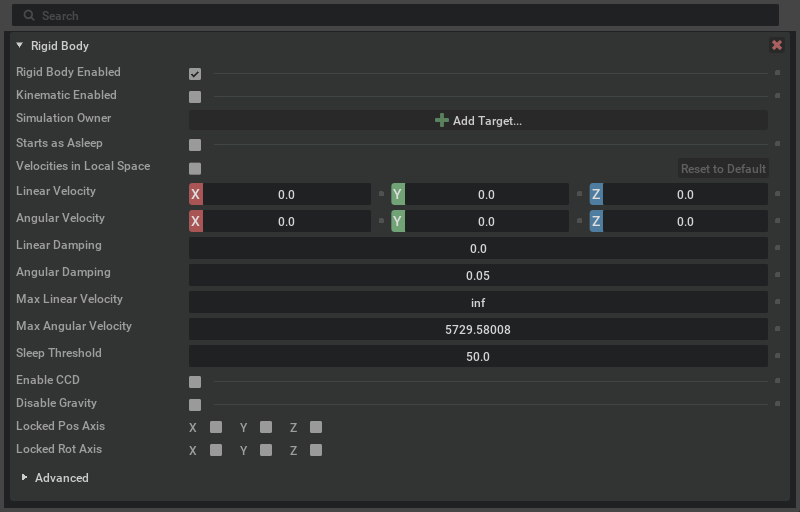 Search
Rigid Body
Rigid Body Enabled
Kinematic Enabled
Simulation Owner Add Target...
Starts as Asleep
Velocities in Local Space Reset to Default
Linear Velocity X 0.0 Y 0.0 Z 0.0
Angular Velocity X 0.0 Y 0.0 Z 0.0
Linear Damping 0.0
Angular Damping 0.05
Max Linear Velocity inf
Max Angular Velocity 5729.58008
Sleep Threshold 50.0
Enable CCD
Disable Gravity
Locked Pos Axis X Y Z
Locked Rot Axis X Y Z
Advanced